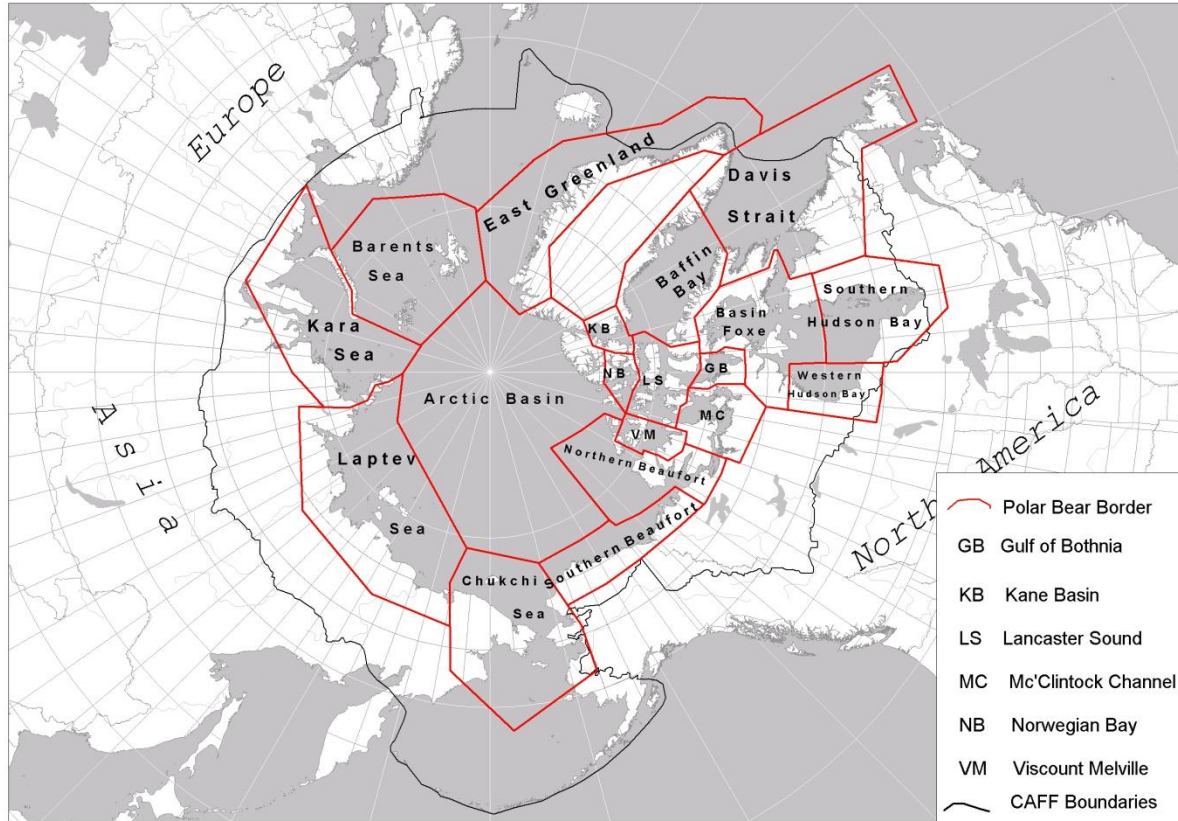 Europe
Asia
North America
East Greenland
Davis
Strait
Barents
Sea
Baffin
Bay
Southern
Hudson Bay
Basin
Foxe
Kara
Sea
KB
GB
NB
LS
Western
Hudson Bay
Arctic Basin
MC
VM
Laptev
Sea
Northern Beaufort
Southern Beaufort
Chukchi
Sea
Polar Bear Border
GB Gulf of Bothnia
KB Kane Basin
LS Lancaster Sound
MC Mc'Clintock Channel
NB Norwegian Bay
VM Viscount Melville
CAFF Boundaries